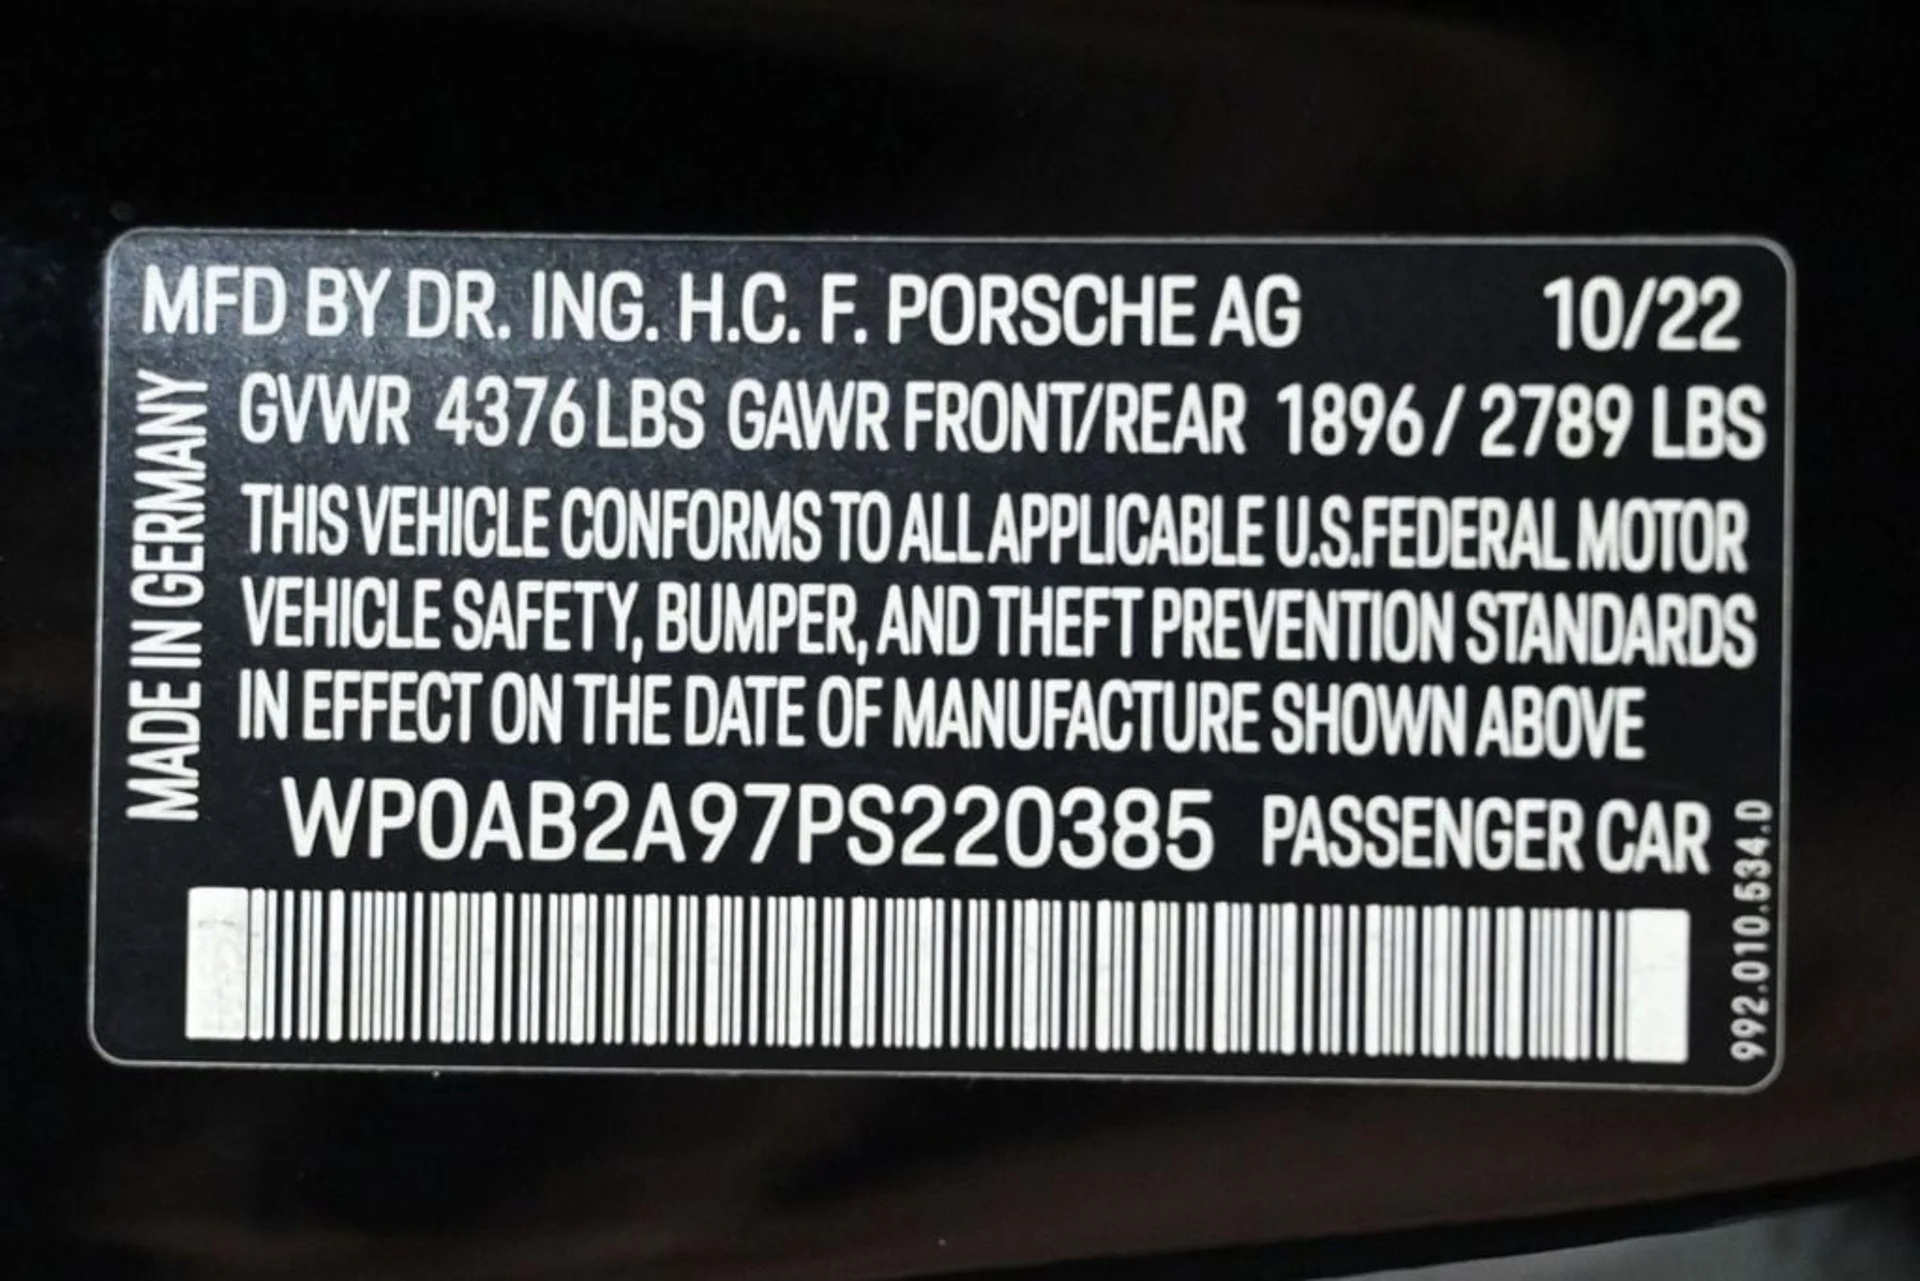 MFD BY DR. ING. H.C. F. PORSCHE AG 10/22
GVWR 4376 LBS GAWR FRONT/REAR 1896 / 2789 LBS
THIS VEHICLE CONFORMS TO ALL APPLICABLE U.S.FEDERAL MOTOR
VEHICLE SAFETY, BUMPER, AND THEFT PREVENTION STANDARDS
IN EFFECT ON THE DATE OF MANUFACTURE SHOWN ABOVE
WP0AB2A97PS220385 PASSENGER CAR
MADE IN GERMANY
992.010.534.0